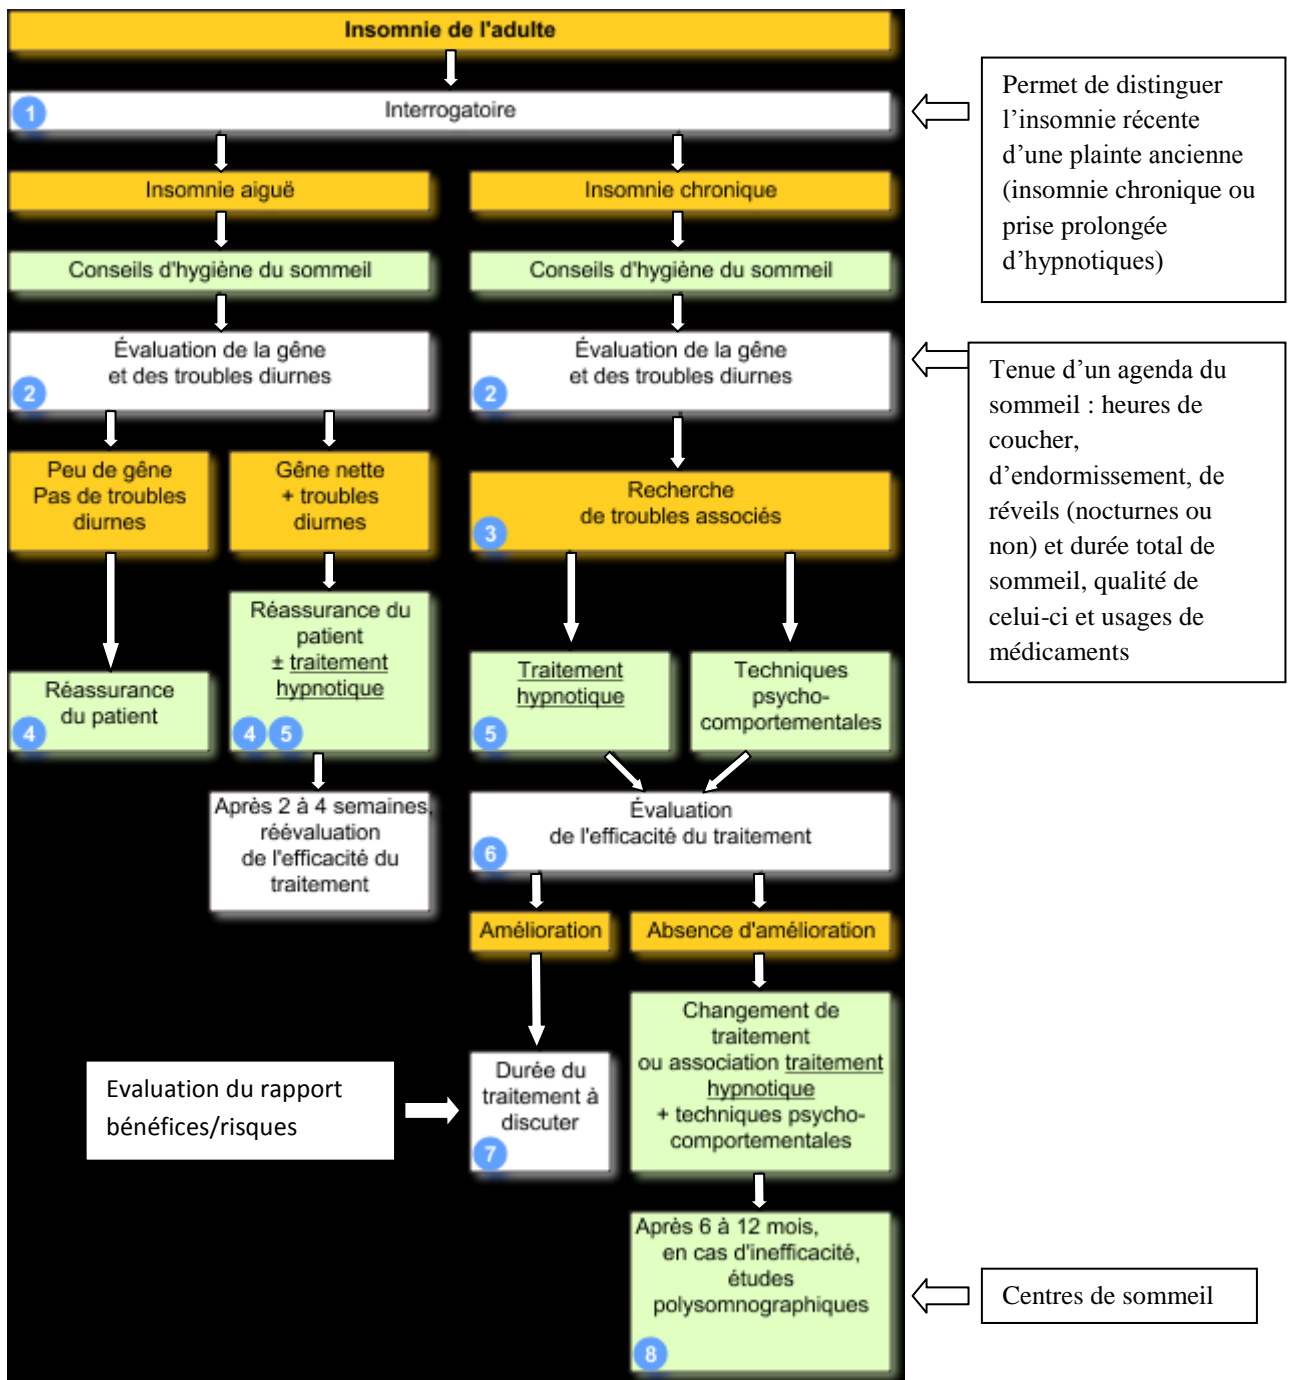 Insomnie de l'adulte
1
Interrogatoire
Permet de distinguer
l’insomnie récente
d’une plainte ancienne
(insomnie chronique ou
prise prolongée
d’hypnotiques)
Insomnie aiguë
Insomnie chronique
Conseils d'hygiène du sommeil
Conseils d'hygiène du sommeil
Évaluation de la gêne
et des troubles diurnes
2
Évaluation de la gêne
et des troubles diurnes
2
Tenue d’un agenda du
sommeil : heures de
coucher,
d’endormissement, de
réveils (nocturnes ou
non) et durée total de
sommeil, qualité de
celui-ci et usages de
médicaments
Peu de gêne
Pas de troubles
diurnes
Gêne nette
+ troubles
diurnes
Recherche
de troubles associés
3
Réassurance
du patient
4
Réassurance du
patient
± traitement
hypnotique
4 5
Traitement
hypnotique
5
Techniques
psycho-
comportementales
Après 2 à 4 semaines,
réévaluation
de l'efficacité du
traitement
Évaluation
de l'efficacité du traitement
6
Amélioration
Absence d'amélioration
Evaluation du rapport
bénéfices/risques
Durée du
traitement à
discuter
7
Changement de
traitement
ou association traitement
hypnotique
+ techniques psycho-
comportementales
Après 6 à 12 mois,
en cas d'inefficacité,
études
polysomnographiques
8
Centres de sommeil